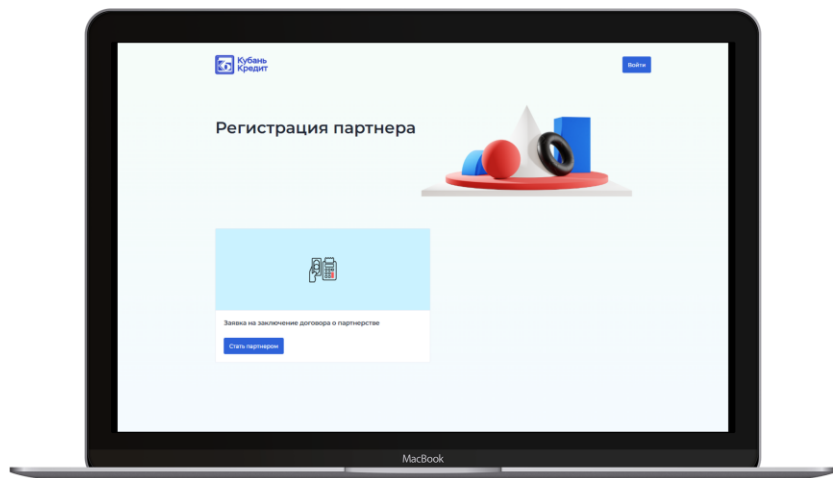 Кубань
Кредит
Войти
Регистрация партнера
Заявка на заключение договора о партнерстве
Стать партнером
MacBook